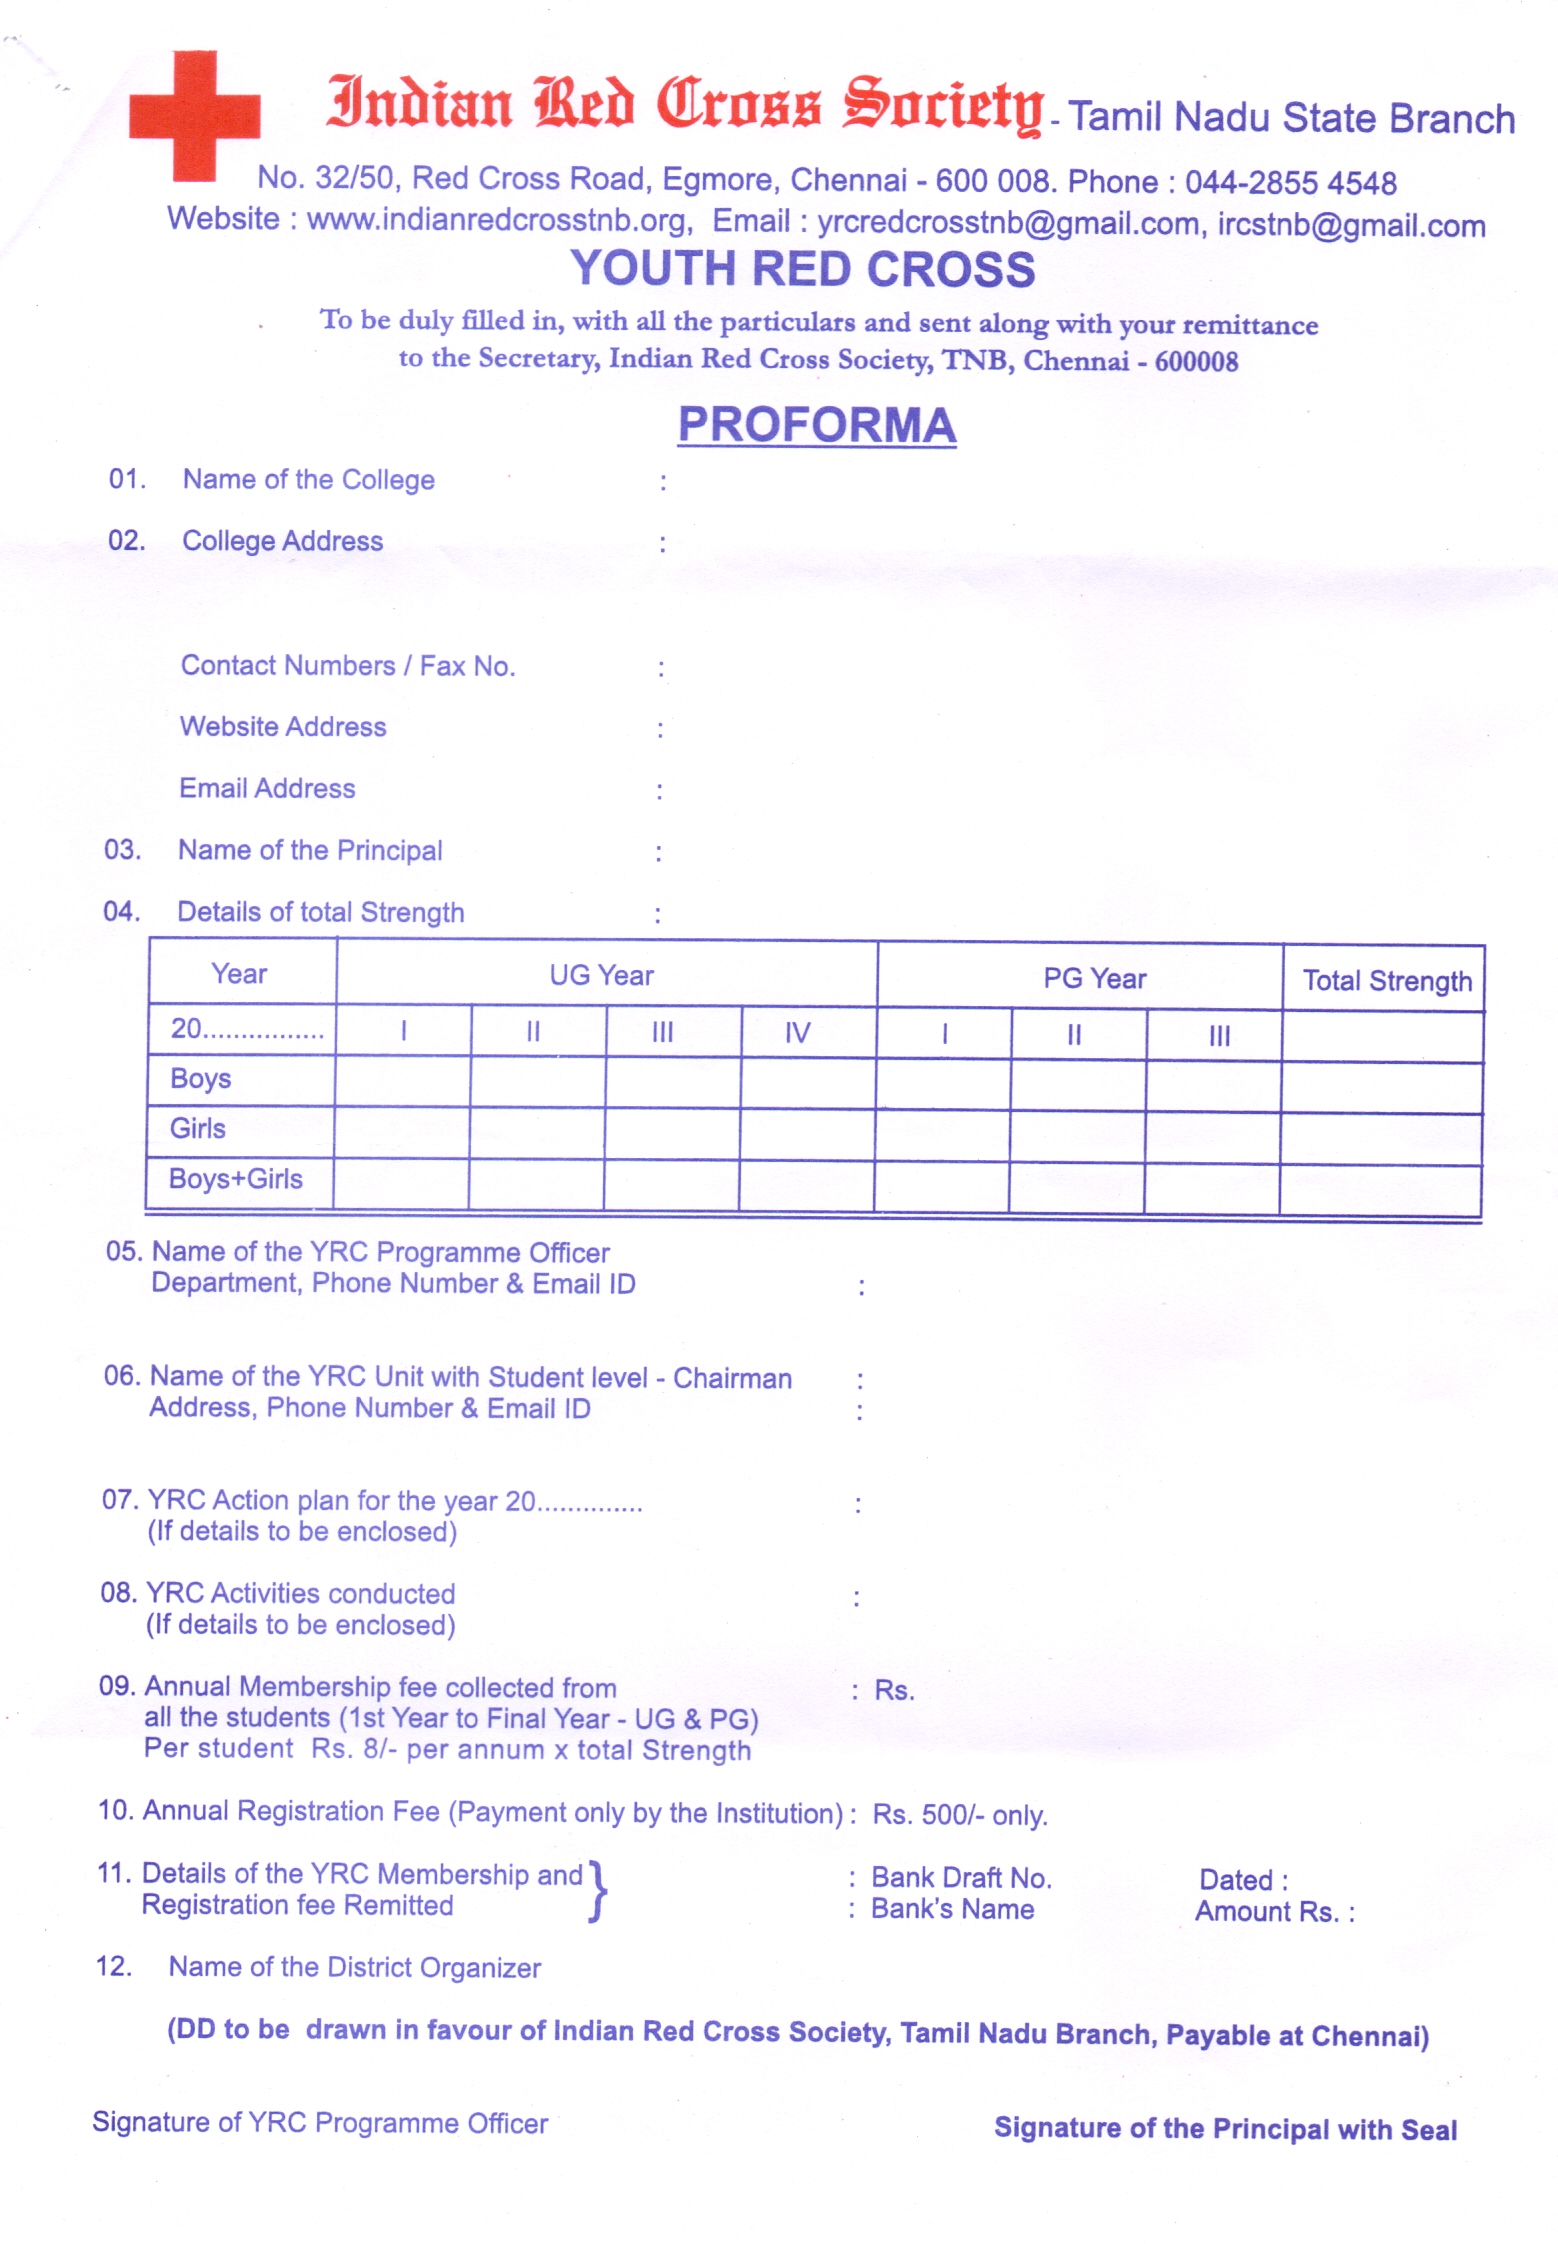 Indian Red Cross Society - Tamil Nadu State Branch
No. 32/50, Red Cross Road, Egmore, Chennai - 600 008. Phone : 044-2855 4548
Website : www.indianredcrosstnb.org, Email : yrcredcrosstnb@gmail.com, ircstnb@gmail.com
YOUTH RED CROSS
To be duly filled in, with all the particulars and sent along with your remittance
to the Secretary, Indian Red Cross Society, TNB, Chennai - 600008
PROFORMA
01. Name of the College :
02. College Address :
Contact Numbers / Fax No. :
Website Address :
Email Address :
03. Name of the Principal :
04. Details of total Strength :
Year UG Year PG Year Total Strength
20................ I II III IV I II III
Boys
Girls
Boys+Girls
05. Name of the YRC Programme Officer
Department, Phone Number & Email ID :
06. Name of the YRC Unit with Student level - Chairman :
Address, Phone Number & Email ID :
07. YRC Action plan for the year 20.............. :
(If details to be enclosed)
08. YRC Activities conducted :
(If details to be enclosed)
09. Annual Membership fee collected from : Rs.
all the students (1st Year to Final Year - UG & PG)
Per student Rs. 8/- per annum x total Strength
10. Annual Registration Fee (Payment only by the Institution) : Rs. 500/- only.
11. Details of the YRC Membership and } : Bank Draft No. Dated :
Registration fee Remitted : Bank's Name Amount Rs. :
12. Name of the District Organizer
(DD to be drawn in favour of Indian Red Cross Society, Tamil Nadu Branch, Payable at Chennai)
Signature of YRC Programme Officer Signature of the Principal with Seal